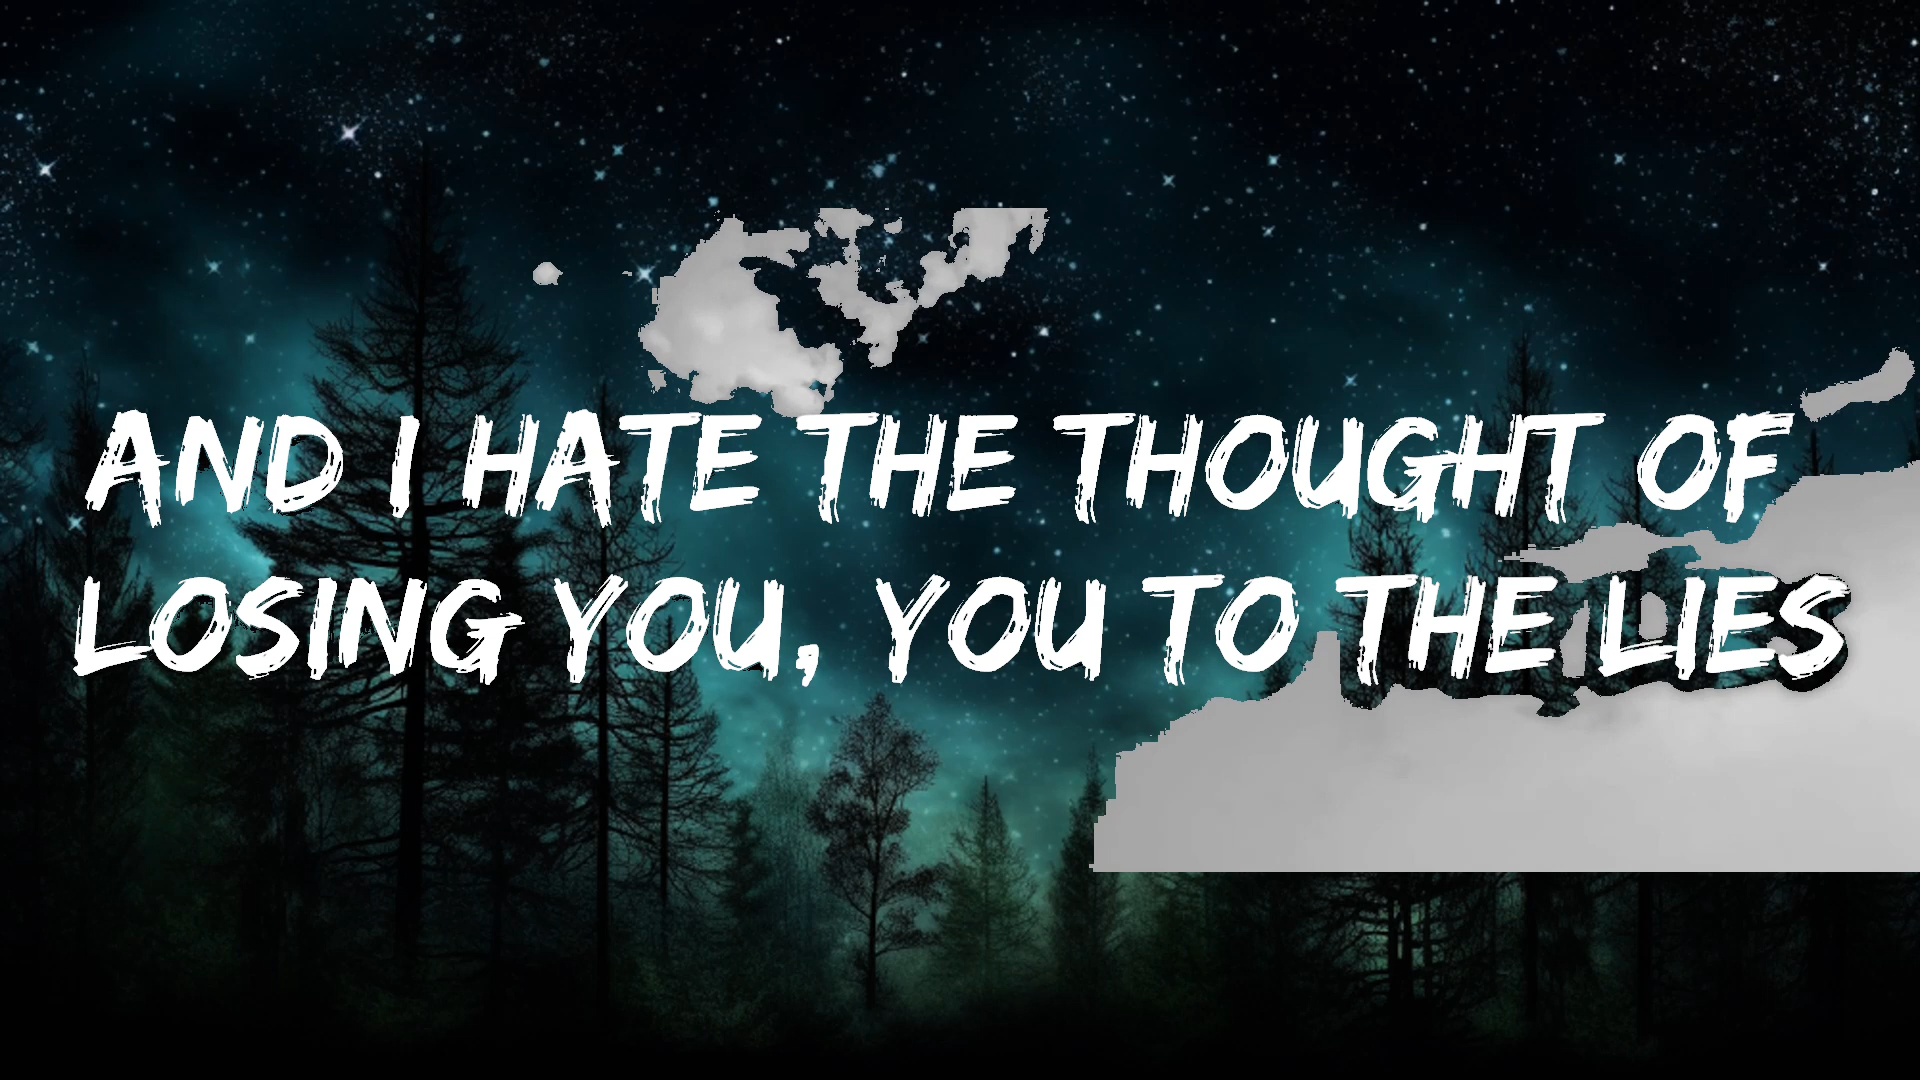 AND I HATE THE THOUGHT OF
LOSING YOU, YOU TO THE LIES